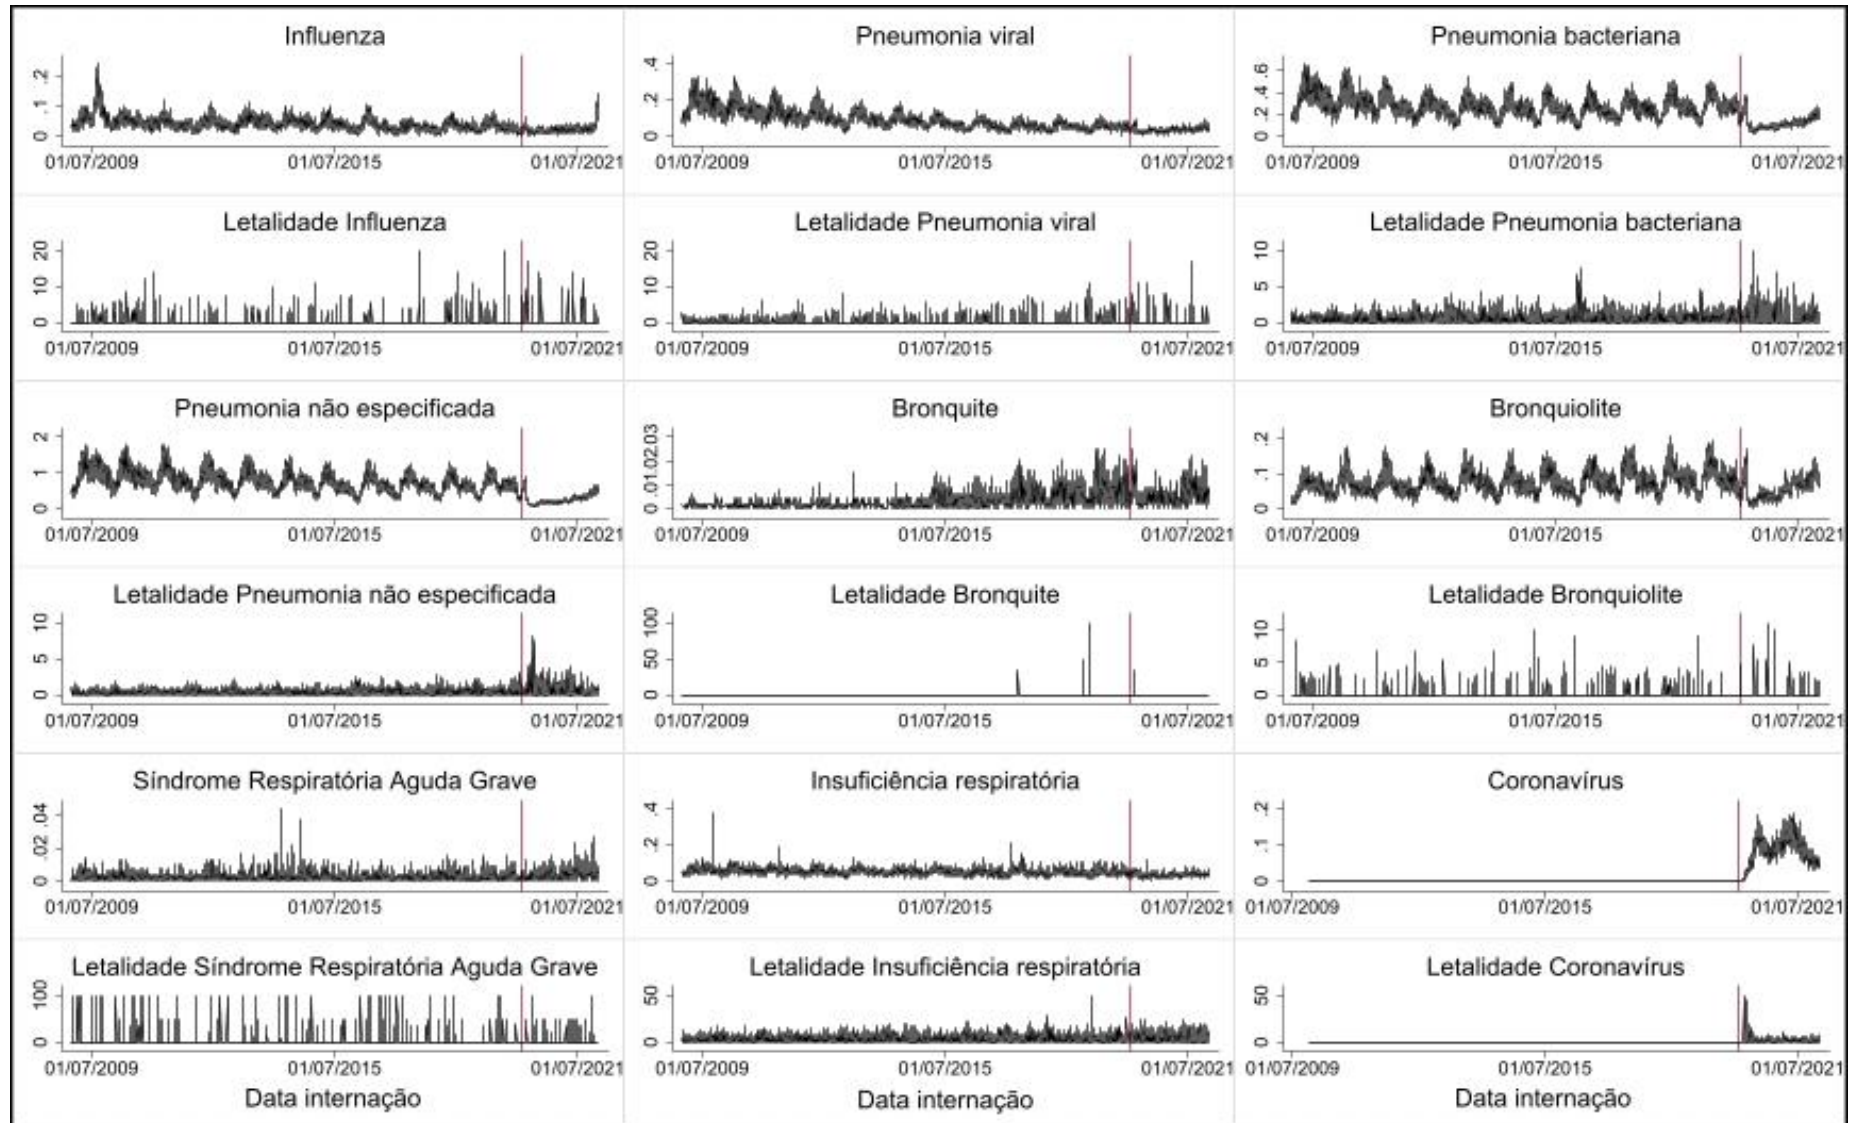 Influenza
.2
.1
0
01/07/2009 01/07/2015 01/07/2021
Pneumonia viral
.4
.2
0
01/07/2009 01/07/2015 01/07/2021
Pneumonia bacteriana
.6
.4
.2
0
01/07/2009 01/07/2015 01/07/2021
Letalidade Influenza
20
10
0
01/07/2009 01/07/2015 01/07/2021
Letalidade Pneumonia viral
20
10
0
01/07/2009 01/07/2015 01/07/2021
Letalidade Pneumonia bacteriana
10
5
0
01/07/2009 01/07/2015 01/07/2021
Pneumonia não especificada
2
1
0
01/07/2009 01/07/2015 01/07/2021
Bronquite
.03
.02
.01
0
01/07/2009 01/07/2015 01/07/2021
Bronquiolite
.2
.1
0
01/07/2009 01/07/2015 01/07/2021
Letalidade Pneumonia não especificada
10
5
0
01/07/2009 01/07/2015 01/07/2021
Letalidade Bronquite
100
50
0
01/07/2009 01/07/2015 01/07/2021
Letalidade Bronquiolite
10
5
0
01/07/2009 01/07/2015 01/07/2021
Síndrome Respiratória Aguda Grave
.04
.02
0
01/07/2009 01/07/2015 01/07/2021
Insuficiência respiratória
.4
.2
0
01/07/2009 01/07/2015 01/07/2021
Coronavírus
.2
.1
0
01/07/2009 01/07/2015 01/07/2021
Letalidade Síndrome Respiratória Aguda Grave
100
0
01/07/2009 01/07/2015 01/07/2021
Data internação
Letalidade Insuficiência respiratória
50
0
01/07/2009 01/07/2015 01/07/2021
Data internação
Letalidade Coronavírus
50
0
01/07/2009 01/07/2015 01/07/2021
Data internação